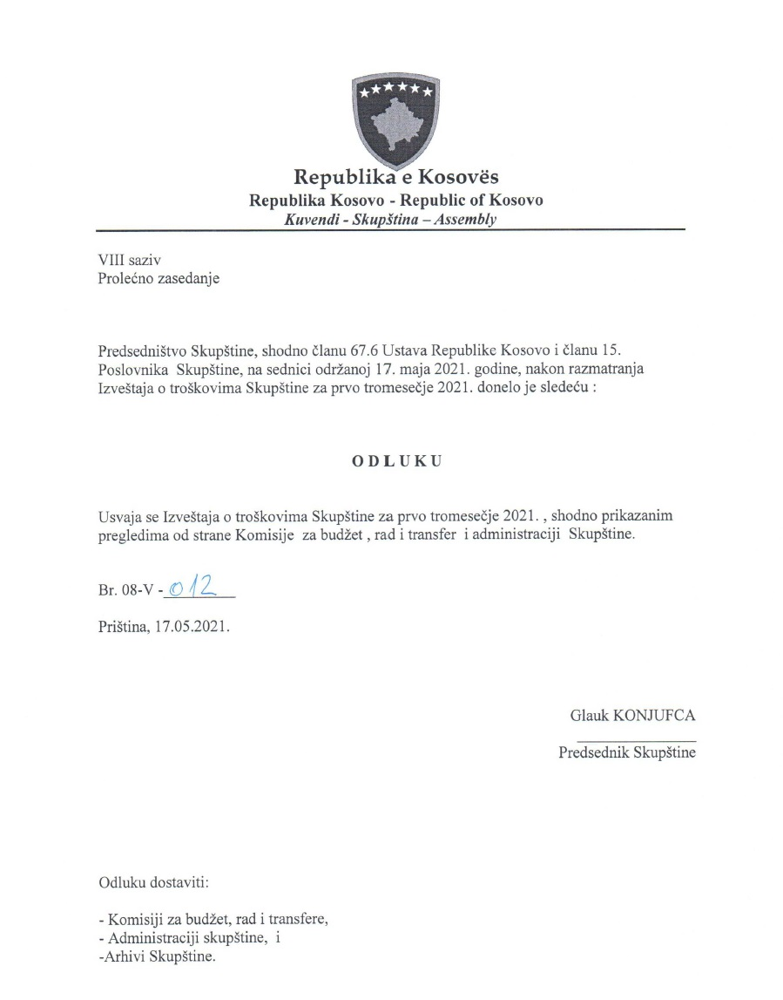 Republika e Kosovës
Republika Kosovo - Republic of Kosovo
Kuvendi - Skupština – Assembly
VIII saziv
Prolećno zasedanje
Predsedništvo Skupštine, shodno članu 67.6 Ustava Republike Kosovo i članu 15.
Poslovnika Skupštine, na sednici održanoj 17. maja 2021. godine, nakon razmatranja
Izveštaja o troškovima Skupštine za prvo tromesečje 2021. donelo je sledeću :
O D L U K U
Usvaja se Izveštaja o troškovima Skupštine za prvo tromesečje 2021. , shodno prikazanim
pregledima od strane Komisije za budžet , rad i transfer i administraciji Skupštine.
Br. 08-V - 012
Priština, 17.05.2021.
Glauk KONJUFCA
Predsednik Skupštine
Odluku dostaviti:
- Komisiji za budžet, rad i transfere,
- Administraciji skupštine, i
-Arhivi Skupštine.